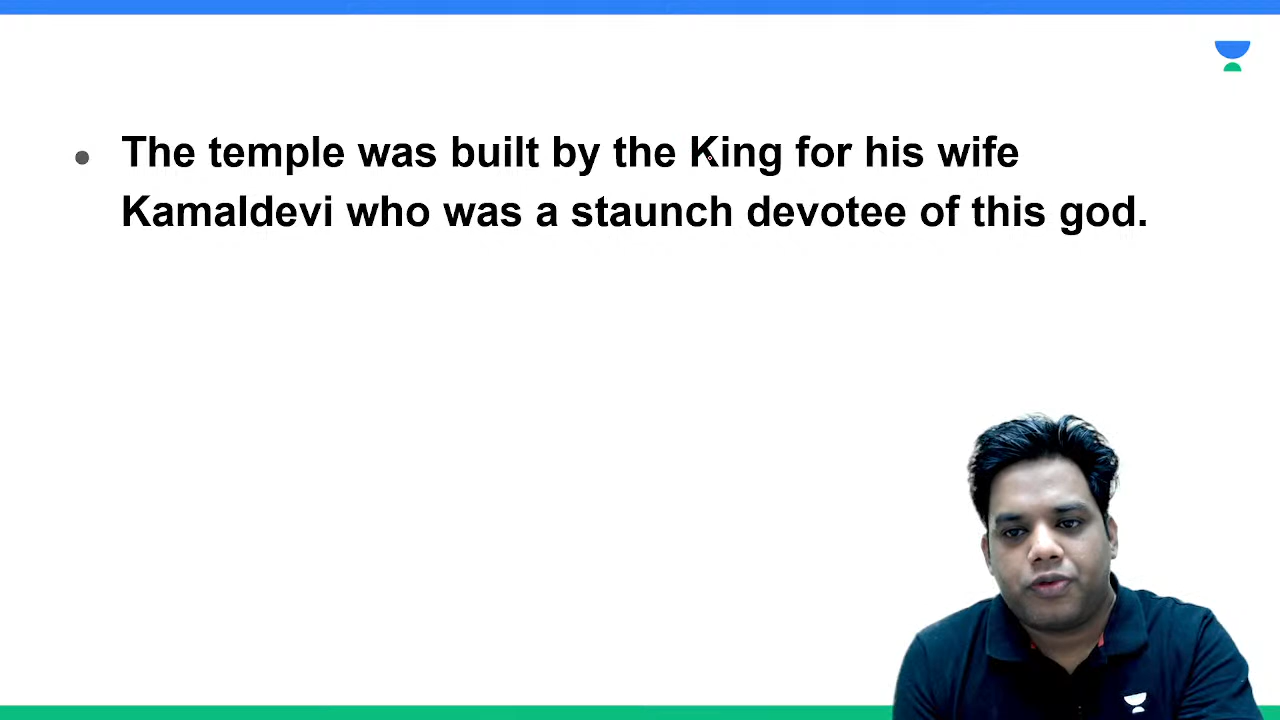 The temple was built by the King for his wife
Kamaldevi who was a staunch devotee of this god.